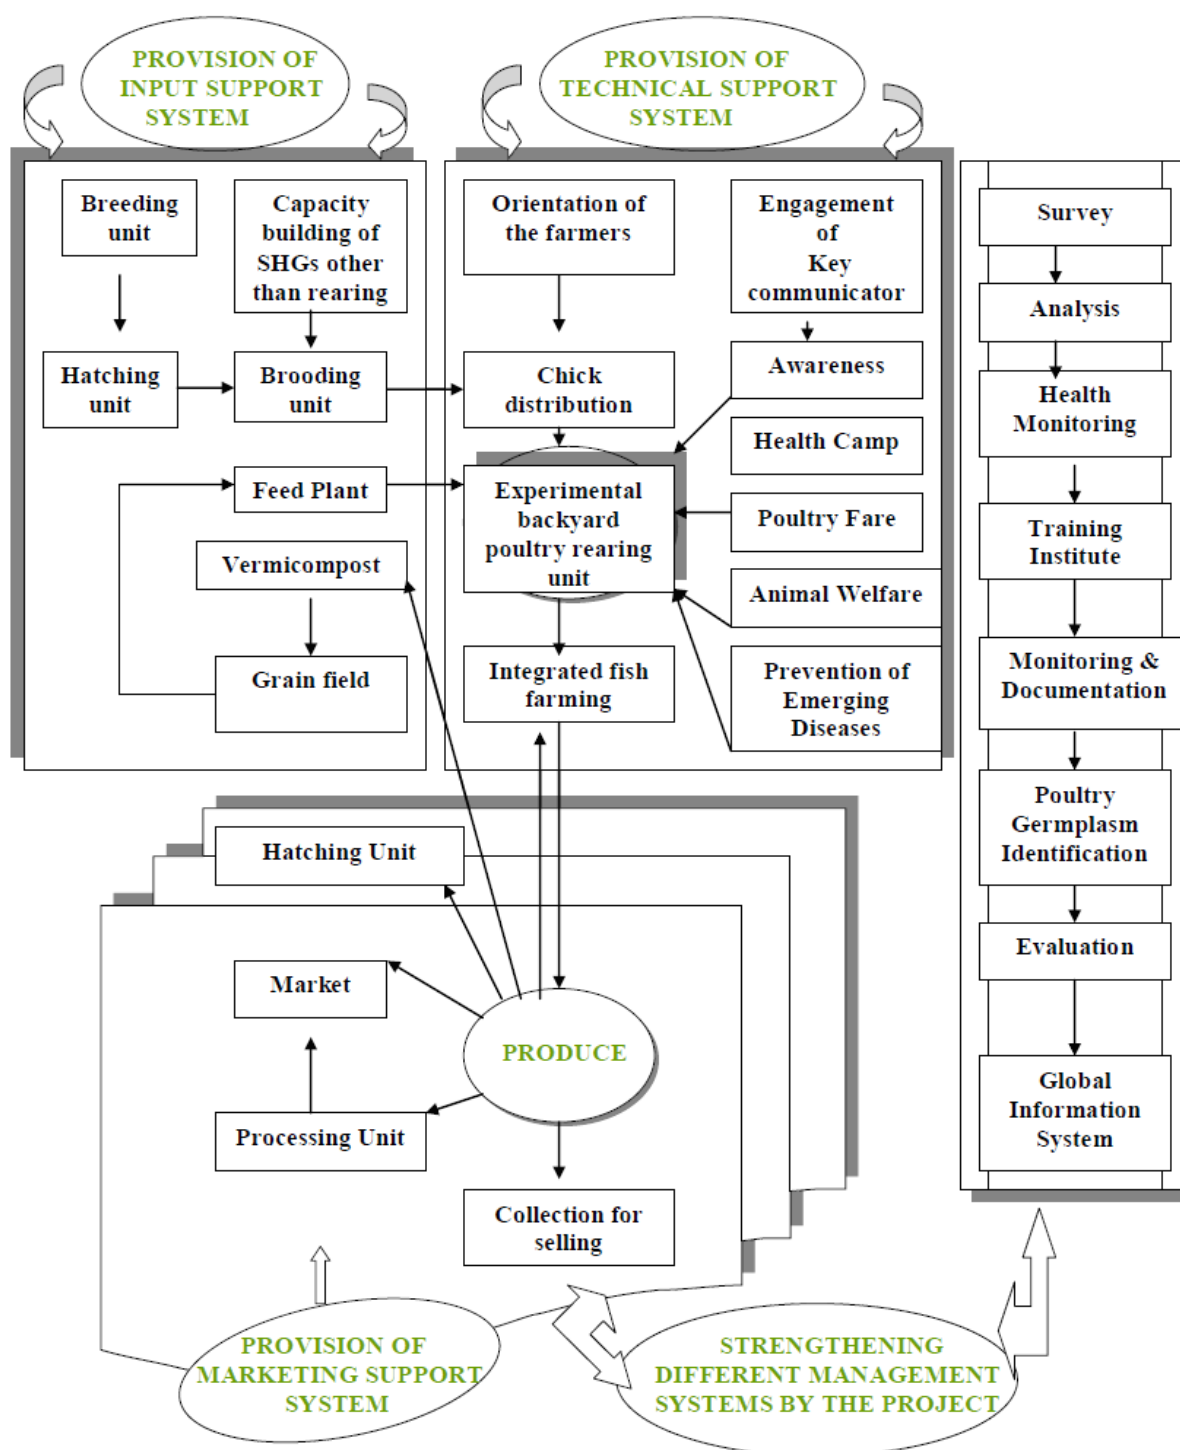 PROVISION OF
INPUT SUPPORT
SYSTEM
PROVISION OF
TECHNICAL SUPPORT
SYSTEM
Breeding
unit
Capacity
building of
SHGs other
than rearing
Hatching
unit
Brooding
unit
Feed Plant
Vermicompost
Grain field
Orientation of
the farmers
Chick
distribution
Experimental
backyard
poultry rearing
unit
Integrated fish
farming
Engagement
of
Key
communicator
Awareness
Health Camp
Poultry Fare
Animal Welfare
Prevention of
Emerging
Diseases
Survey
Analysis
Health
Monitoring
Training
Institute
Monitoring &
Documentation
Poultry
Germplasm
Identification
Evaluation
Global
Information
System
Hatching Unit
Market
PRODUCE
Processing Unit
Collection for
selling
PROVISION OF
MARKETING SUPPORT
SYSTEM
STRENGTHENING
DIFFERENT MANAGEMENT
SYSTEMS BY THE PROJECT